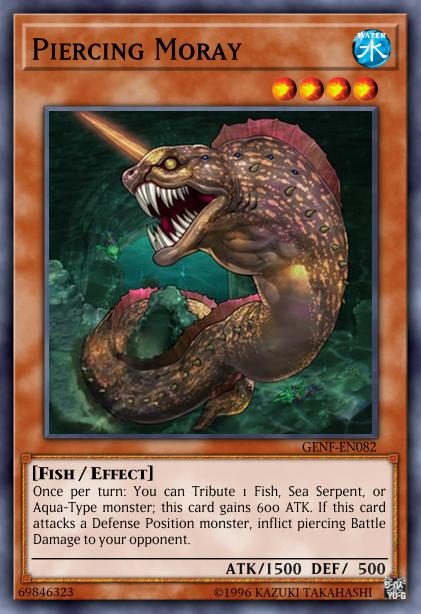 PIERCING MORAY
WATER
水
GENF-EN082
[FISH / EFFECT]
Once per turn: You can Tribute 1 Fish, Sea Serpent, or
Aqua-Type monster; this card gains 600 ATK. If this card
attacks a Defense Position monster, inflict piercing Battle
Damage to your opponent.
ATK/1500 DEF/ 500
69846323
©1996 KAZUKI TAKAHASHI